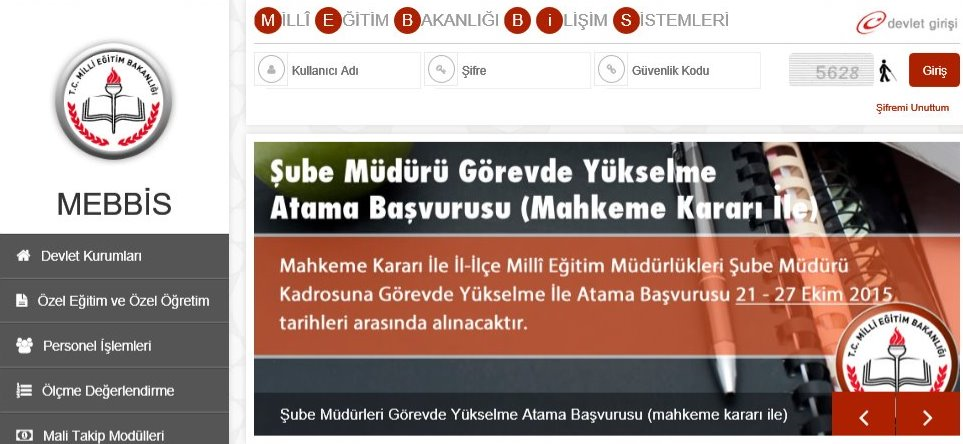 MİLLÎ EĞİTİM BAKANLIĞI BİLİŞİM SİSTEMLERİ
devlet girişi
Kullanıcı Adı
Şifre
Güvenlik Kodu
5628
Giriş
Şifremi Unuttum
T.C. MİLLİ EĞİTİM BAKANLIĞI
MEBBİS
Devlet Kurumları
Özel Eğitim ve Özel Öğretim
Personel İşlemleri
Ölçme Değerlendirme
Mali Takip Modülleri
Şube Müdürü Görevde Yükselme
Atama Başvurusu (Mahkeme Kararı İle)
Mahkeme Kararı İle İl-İlçe Millî Eğitim Müdürlükleri Şube Müdürü
Kadrosuna Görevde Yükselme İle Atama Başvurusu 21 - 27 Ekim 2015
tarihleri arasında alınacaktır.
T.C. MİLLİ EĞİTİM BAKANLIĞI
Şube Müdürleri Görevde Yükselme Atama Başvurusu (mahkeme kararı ile)